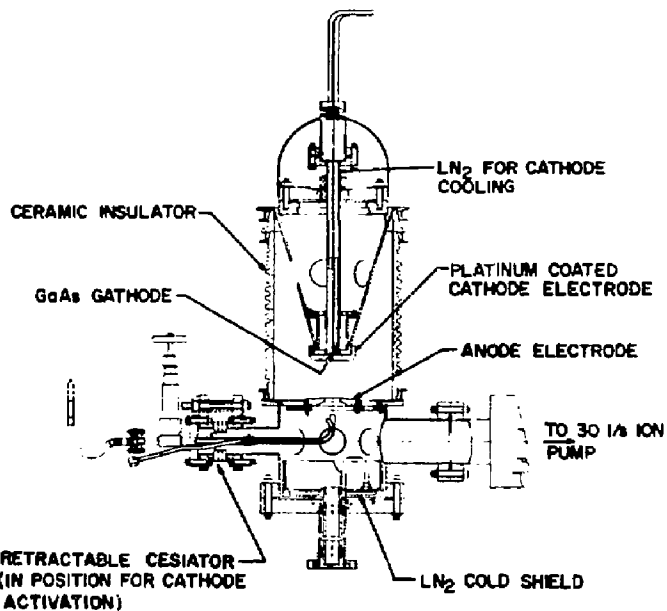 LN₂ FOR CATHODE
COOLING
CERAMIC INSULATOR
PLATINUM COATED
CATHODE ELECTRODE
GaAs GATHODE
ANODE ELECTRODE
TO 30 l/s ION
PUMP
RETRACTABLE CESIATOR
(IN POSITION FOR CATHODE
ACTIVATION)
LN₂ COLD SHIELD